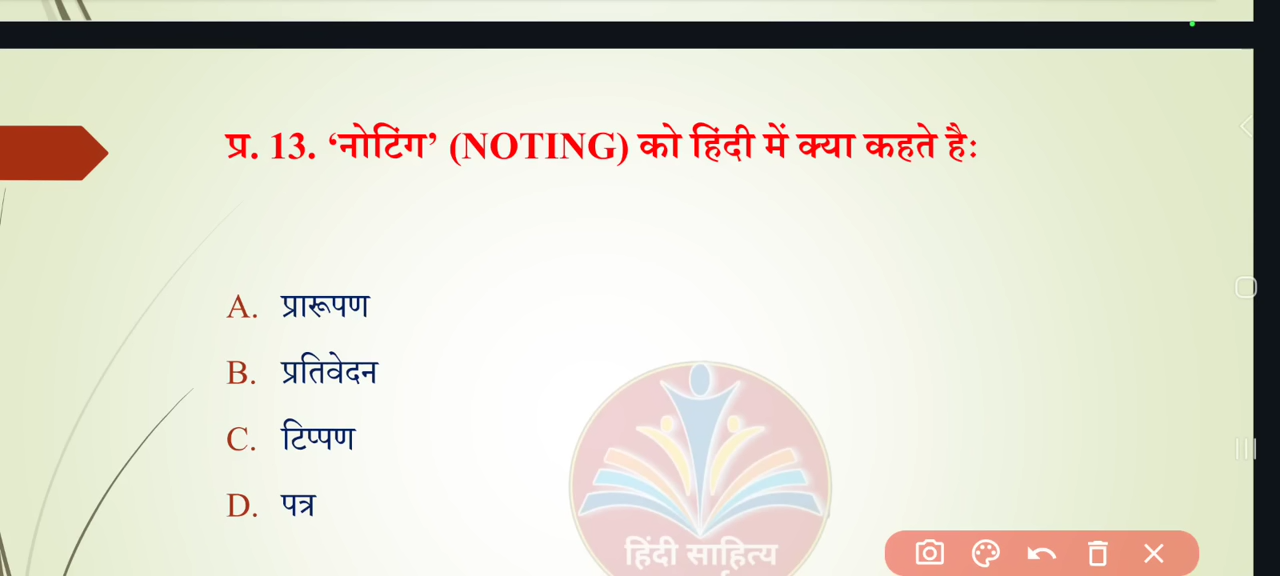 प्र. 13. ‘नोटिंग’ (NOTING) को हिंदी में क्या कहते है:
A. प्रारूपण
B. प्रतिवेदन
C. टिप्पण
D. पत्र
हिंदी साहित्य